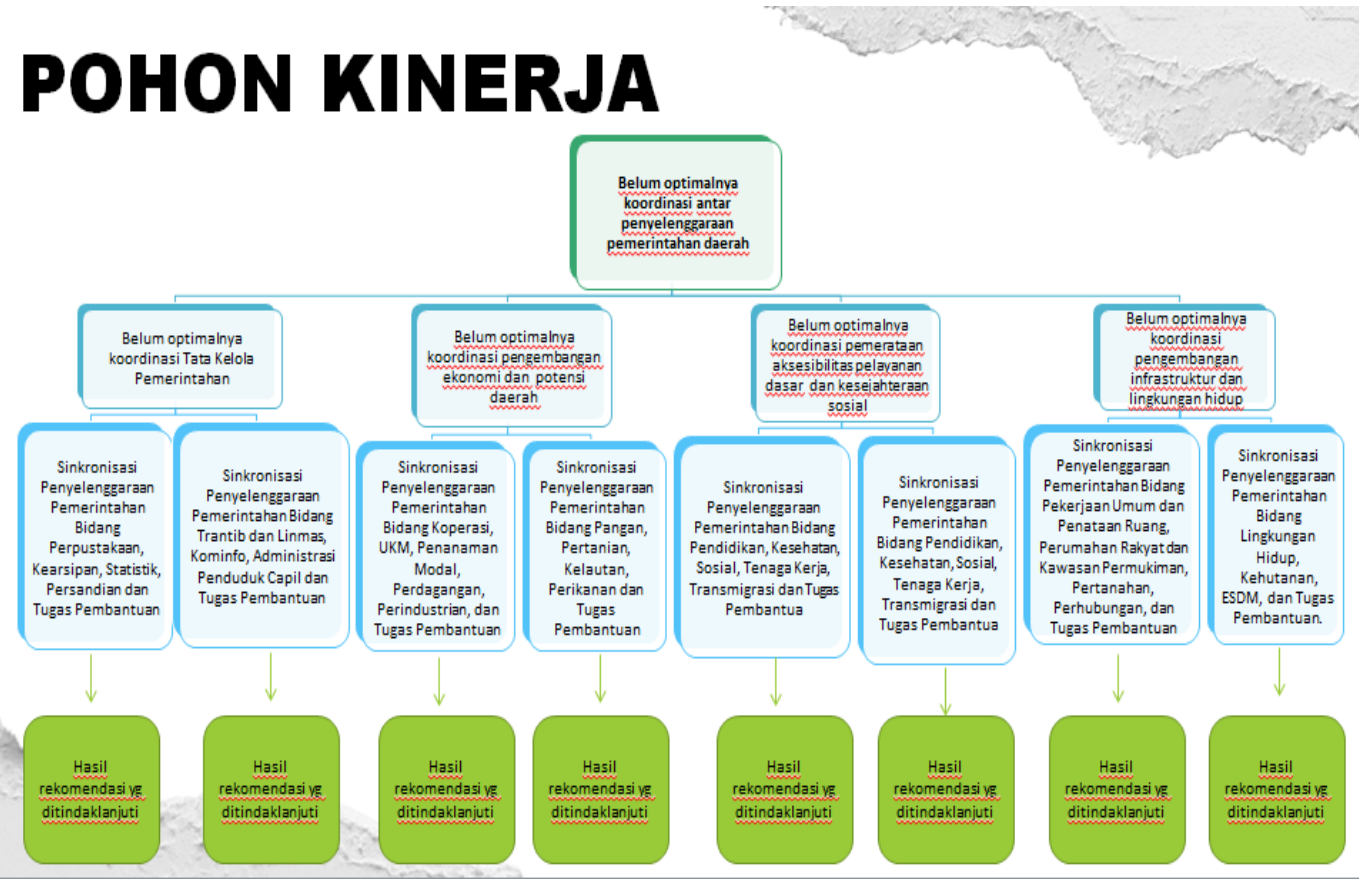 POHON KINERJA
Belum optimalnya
koordinasi antar
penyelenggaraan
pemerintahan daerah
Belum optimalnya
koordinasi Tata Kelola
Pemerintahan
Belum optimalnya
koordinasi pengembangan
ekonomi dan potensi
daerah
Belum optimalnya
koordinasi pemerataan
aksesibilitas pelayanan
dasar dan kesejahteraan
sosial
Belum optimalnya
koordinasi
pengembangan
infrastruktur dan
lingkungan hidup
Sinkronisasi
Penyelenggaraan
Pemerintahan
Bidang
Perpustakaan,
Kearsipan, Statistik,
Persandian dan
Tugas Pembantuan
Sinkronisasi
Penyelenggaraan
Pemerintahan Bidang
Trantib dan Linmas,
Kominfo, Administrasi
Penduduk Capil dan
Tugas Pembantuan
Sinkronisasi
Penyelenggaraan
Pemerintahan
Bidang Koperasi,
UKM, Penanaman
Modal,
Perdagangan,
Perindustrian, dan
Tugas Pembantuan
Sinkronisasi
Penyelenggaraan
Pemerintahan
Bidang Pangan,
Pertanian,
Kelautan,
Perikanan dan
Tugas
Pembantuan
Sinkronisasi
Penyelenggaraan
Pemerintahan Bidang
Pendidikan, Kesehatan,
Sosial, Tenaga Kerja,
Transmigrasi dan Tugas
Pembantua
Sinkronisasi
Penyelenggaraan
Pemerintahan
Bidang Pendidikan,
Kesehatan, Sosial,
Tenaga Kerja,
Transmigrasi dan
Tugas Pembantua
Sinkronisasi
Penyelenggaraan
Pemerintahan Bidang
Pekerjaan Umum dan
Penataan Ruang,
Perumahan Rakyat dan
Kawasan Permukiman,
Pertanahan,
Perhubungan, dan
Tugas Pembantuan
Sinkronisasi
Penyelenggaraan
Pemerintahan
Bidang
Lingkungan
Hidup,
Kehutanan,
ESDM, dan Tugas
Pembantuan.
Hasil
rekomendasi yg
ditindaklanjuti
Hasil
rekomendasi yg
ditindaklanjuti
Hasil
rekomendasi yg
ditindaklanjuti
Hasil
rekomendasi yg
ditindaklanjuti
Hasil
rekomendasi yg
ditindaklanjuti
Hasil
rekomendasi yg
ditindaklanjuti
Hasil
rekomendasi yg
ditindaklanjuti
Hasil
rekomendasi yg
ditindaklanjuti